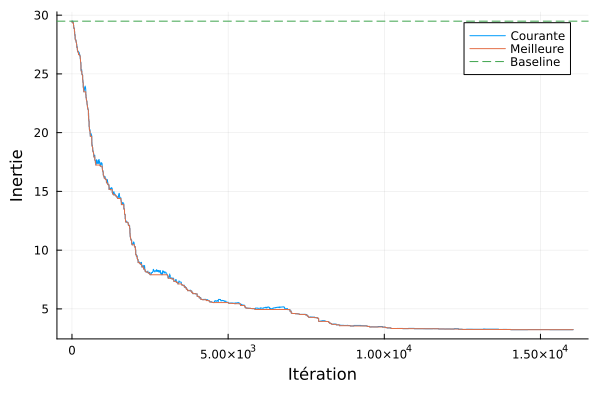 30
25
20
15
10
5
Inertie
Courante
Meilleure
Baseline
0
5.00×10³
1.00×10⁴
1.50×10⁴
Itération